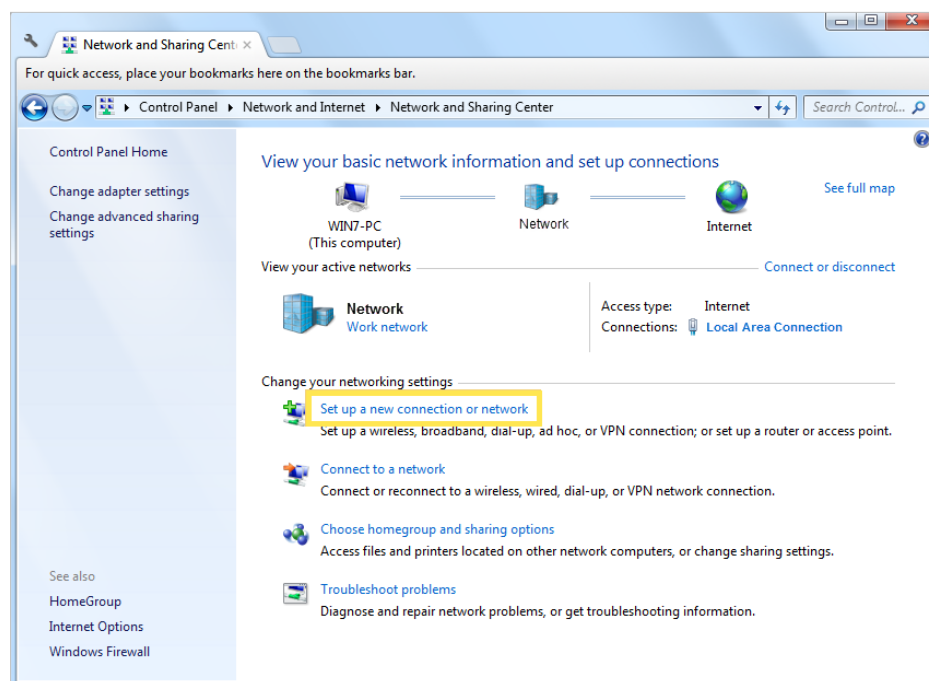 Network and Sharing Cent
For quick access, place your bookmarks here on the bookmarks bar.
Control Panel Network and Internet Network and Sharing Center
Search Control...
Control Panel Home
Change adapter settings
Change advanced sharing
settings
See also
HomeGroup
Internet Options
Windows Firewall
View your basic network information and set up connections
See full map
WIN7-PC
(This computer)
Network
Internet
View your active networks
Connect or disconnect
Network
Work network
Access type: Internet
Connections: Local Area Connection
Change your networking settings
Set up a new connection or network
Set up a wireless, broadband, dial-up, ad hoc, or VPN connection; or set up a router or access point.
Connect to a network
Connect or reconnect to a wireless, wired, dial-up, or VPN network connection.
Choose homegroup and sharing options
Access files and printers located on other network computers, or change sharing settings.
Troubleshoot problems
Diagnose and repair network problems, or get troubleshooting information.